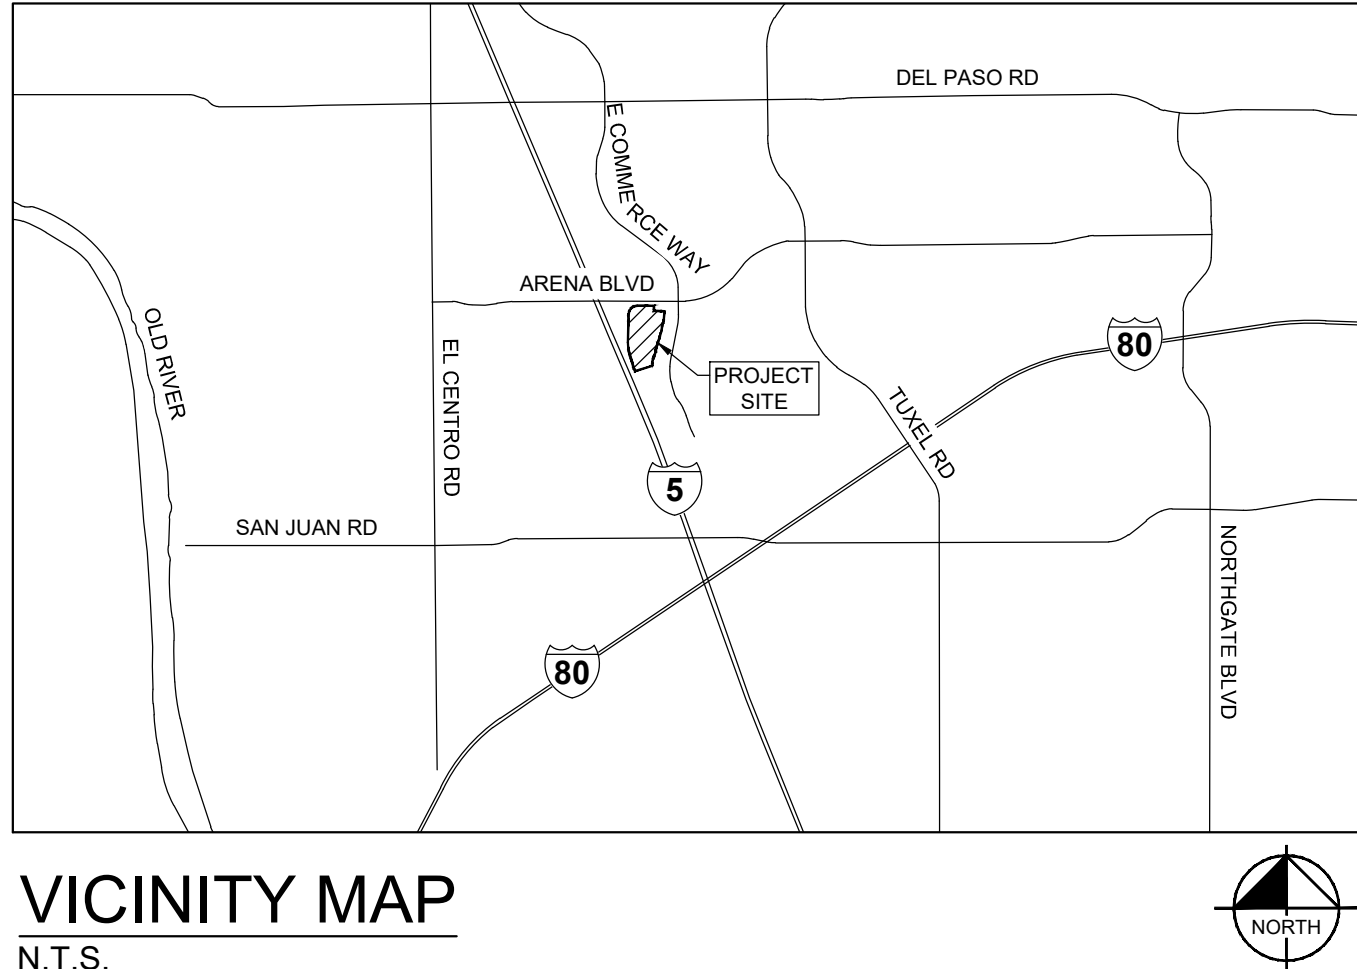 DEL PASO RD
E COMMERCE WAY
ARENA BLVD
OLD RIVER
EL CENTRO RD
80
PROJECT
SITE
TUXEL RD
5
SAN JUAN RD
NORTHGATE BLVD
80
VICINITY MAP
N.T.S.
NORTH